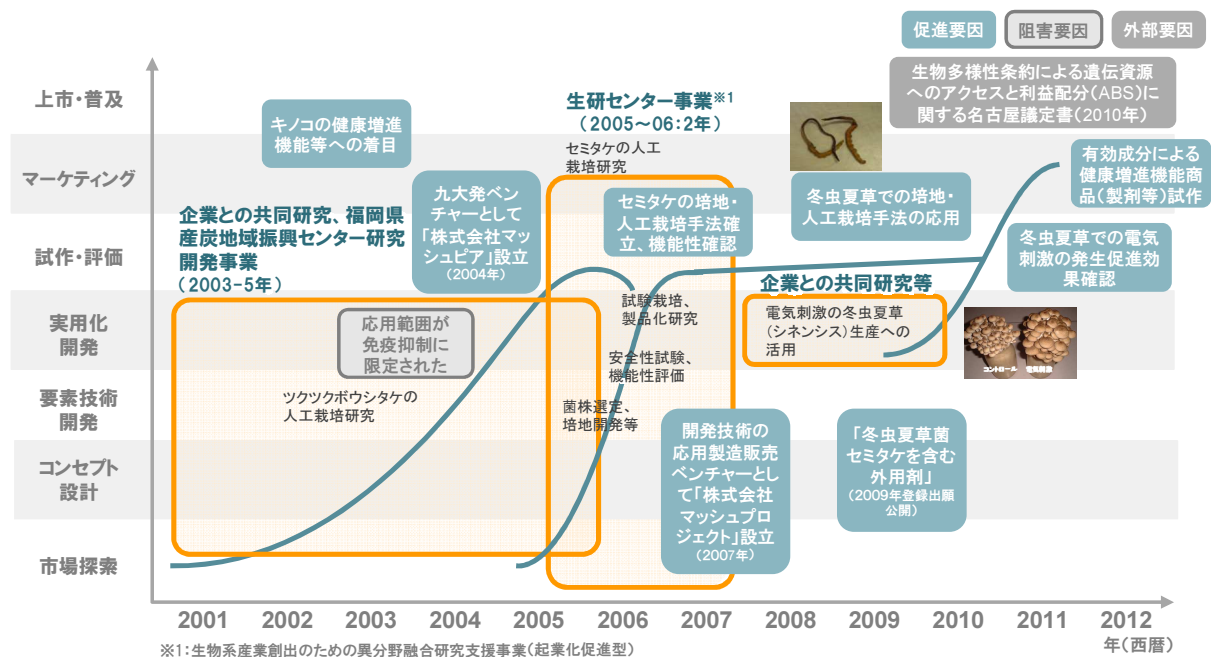 促進要因
阻害要因
外部要因
生物多様性条約による遺伝資源
へのアクセスと利益配分(ABS)に
関する名古屋議定書(2010年)
上市・普及
マーケティング
試作・評価
実用化
開発
要素技術
開発
コンセプト
設計
市場探索
キノコの健康増進
機能等への着目
生研センター事業※1
(2005～06:2年)
セミタケの人工
栽培研究
企業との共同研究、福岡県
産炭地域振興センター研究
開発事業
(2003-5年)
九大発ベン
チャーとして
「株式会社マッ
シュピア」設立
(2004年)
セミタケの培地・
人工栽培手法確
立、機能性確認
冬虫夏草での培地・
人工栽培手法の応用
有効成分による
健康増進機能商
品(製剤等)試作
冬虫夏草での電気
刺激の発生促進効
果確認
企業との共同研究等
電気刺激の冬虫夏草
(シネンシス)生産への
活用
応用範囲が
免疫抑制に
限定された
ツクツクボウシタケの
人工栽培研究
試験栽培、
製品化研究
安全性試験、
機能性評価
菌株選定、
培地開発等
コントロール
電気刺激
開発技術の
応用製造販売
ベンチャーとし
て「株式会社
マッシュプロ
ジェクト」設立
(2007年)
「冬虫夏草菌
セミタケを含む
外用剤」
(2009年登録出願
公開)
2001
2002
2003
2004
2005
2006
2007
2008
2009
2010
2011
2012
年(西暦)
※1:生物系産業創出のための異分野融合研究支援事業(起業化促進型)